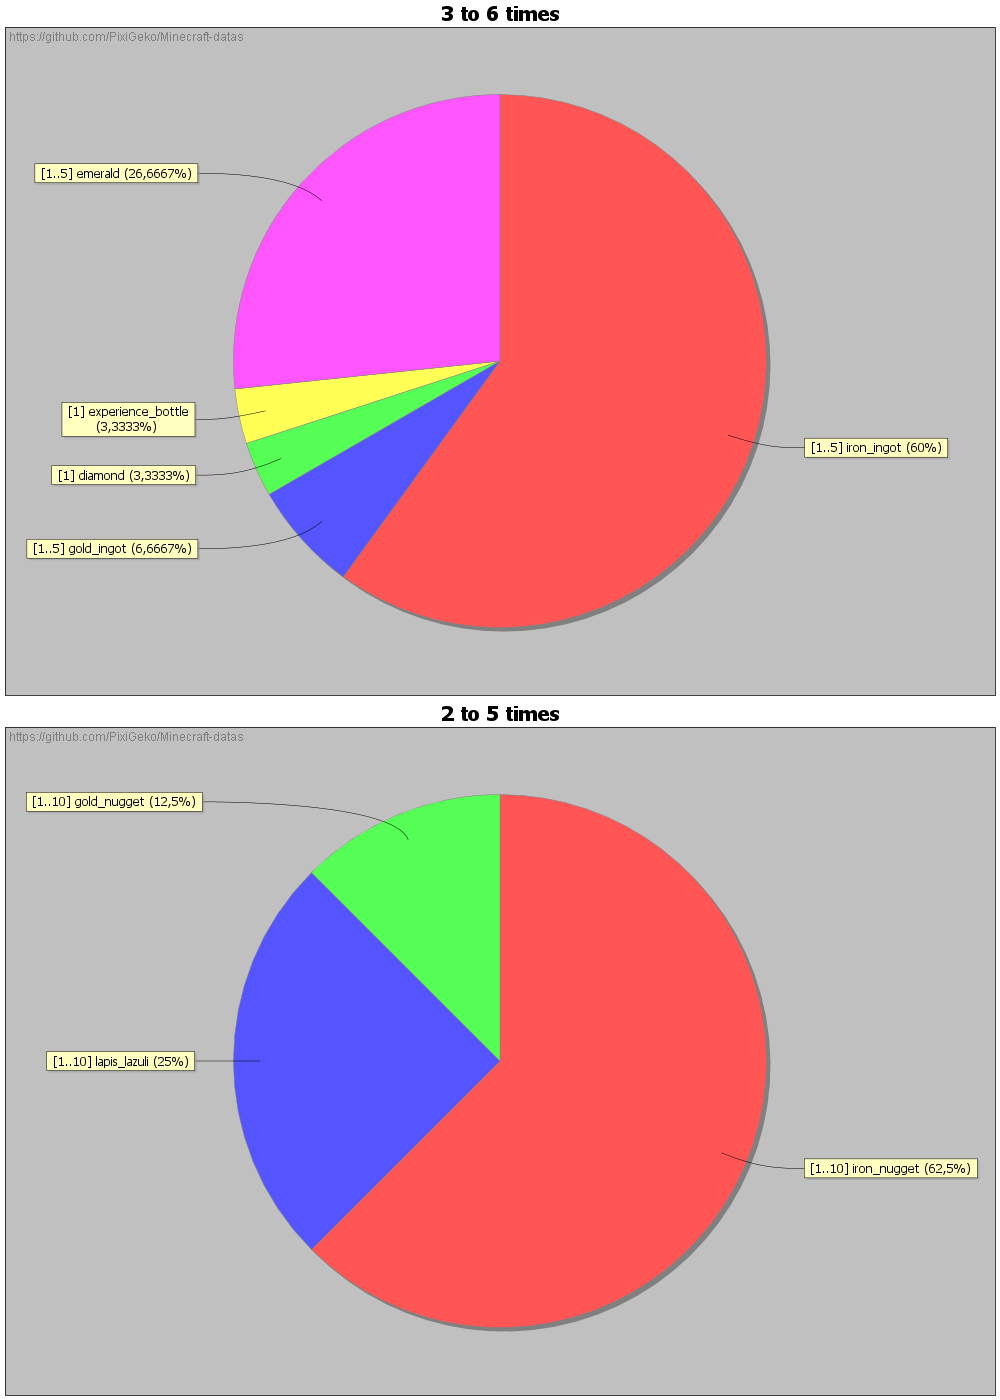 3 to 6 times
https://github.com/PixiGeko/Minecraft-datas
[1..5] emerald (26,6667%)
[1] experience_bottle
(3,3333%)
[1] diamond (3,3333%)
[1..5] iron_ingot (60%)
[1..5] gold_ingot (6,6667%)
2 to 5 times
https://github.com/PixiGeko/Minecraft-datas
[1..10] gold_nugget (12,5%)
[1..10] lapis_lazuli (25%)
[1..10] iron_nugget (62,5%)